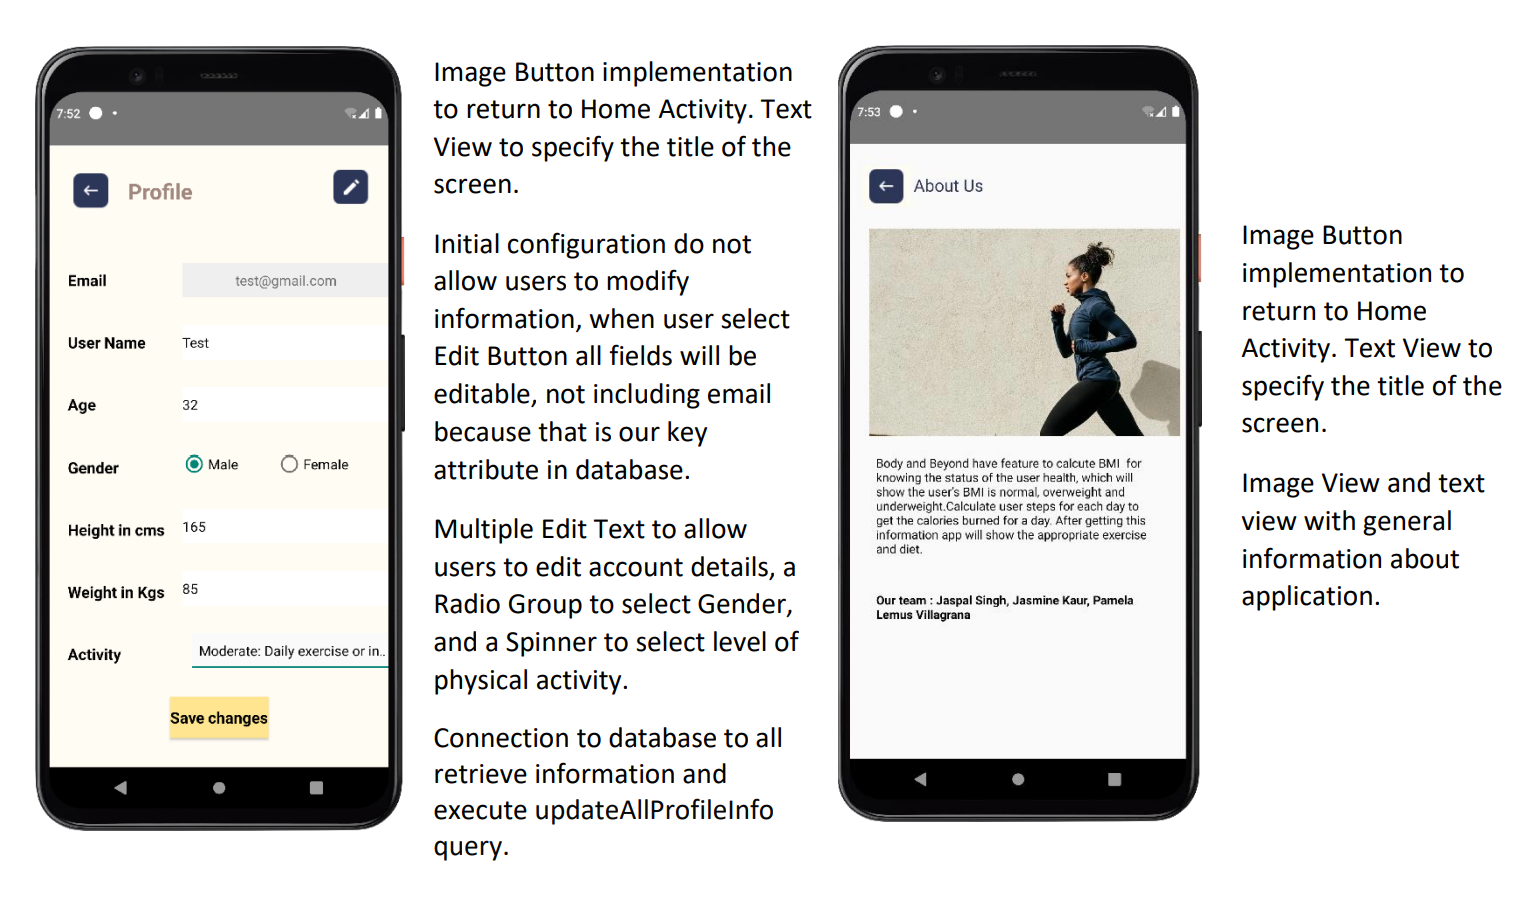 7:52
Profile
Email test@gmail.com
User Name Test
Age 32
Gender Male Female
Height in cms 165
Weight in Kgs 85
Activity Moderate: Daily exercise or in..
Save changes
Image Button implementation
to return to Home Activity. Text
View to specify the title of the
screen.
Initial configuration do not
allow users to modify
information, when user select
Edit Button all fields will be
editable, not including email
because that is our key
attribute in database.
Multiple Edit Text to allow
users to edit account details, a
Radio Group to select Gender,
and a Spinner to select level of
physical activity.
Connection to database to all
retrieve information and
execute updateAllProfileInfo
query.
7:53
About Us
Body and Beyond have feature to calcute BMI for
knowing the status of the user health, which will
show the user's BMI is normal, overweight and
underweight.Calculate user steps for each day to
get the calories burned for a day. After getting this
information app will show the appropriate exercise
and diet.
Our team : Jaspal Singh, Jasmine Kaur, Pamela
Lemus Villagrana
Image Button
implementation to
return to Home
Activity. Text View to
specify the title of the
screen.
Image View and text
view with general
information about
application.